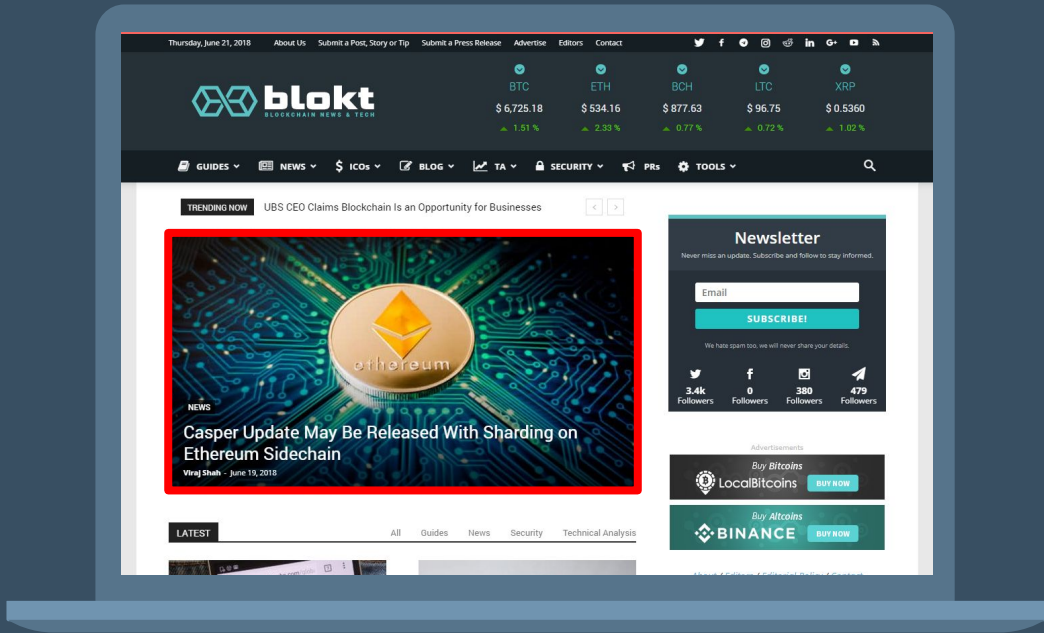 Thursday, June 21, 2018 About Us Submit a Post, Story or Tip Submit a Press Release Advertise Editors Contact
blokt
BLOCKCHAIN NEWS & TECH
BTC ETH BCH LTC XRP
$ 6,725.18 $ 534.16 $ 877.63 $ 96.75 $ 0.5360
1.51 % 2.33 % 0.77 % 0.72 % 1.02 %
GUIDES NEWS ICOs BLOG TA SECURITY PRs TOOLS
TRENDING NOW UBS CEO Claims Blockchain Is an Opportunity for Businesses
ethereum
NEWS
Casper Update May Be Released With Sharding on
Ethereum Sidechain
Viraj Shah - June 19, 2018
Newsletter
Never miss an update. Subscribe and follow to stay informed.
Email
SUBSCRIBE!
We hate spam too, we will never share your details.
3.4k 0 380 479
Followers Followers Followers Followers
Advertisements
Buy Bitcoins
LocalBitcoins BUY NOW
Buy Altcoins
BINANCE BUY NOW
LATEST All Guides News Security Technical Analysis